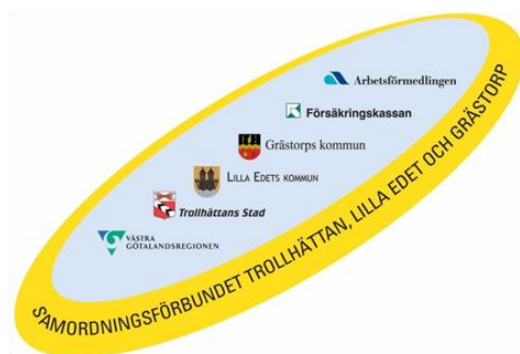 Arbetsförmedlingen
Försäkringskassan
Grästorps kommun
LILLA EDETS KOMMUN
Trollhättans Stad
VÄSTRA
GÖTALANDSREGIONEN
SAMORDNINGSFÖRBUNDET TROLLHÄTTAN, LILLA EDET OCH GRÄSTORP